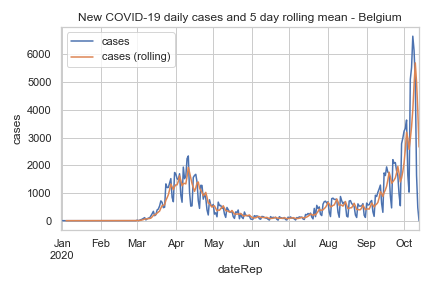 New COVID-19 daily cases and 5 day rolling mean - Belgium
cases
cases (rolling)
6000
5000
4000
3000
2000
1000
0
cases
Jan Feb Mar Apr May Jun Jul Aug Sep Oct
2020
dateRep